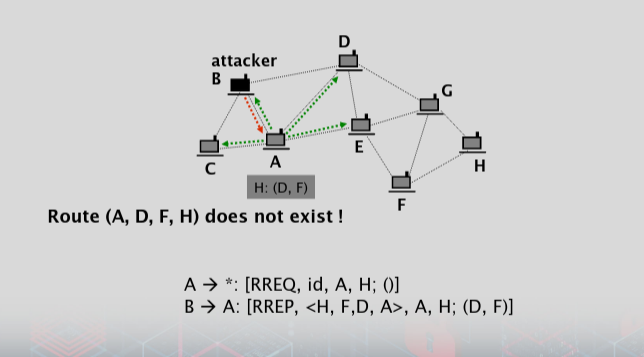 D
attacker
B
G
E
H
C
A
F
H: (D, F)
Route (A, D, F, H) does not exist !
A → *: [RREQ, id, A, H; ()]
B → A: [RREP, <H, F,D, A>, A, H; (D, F)]